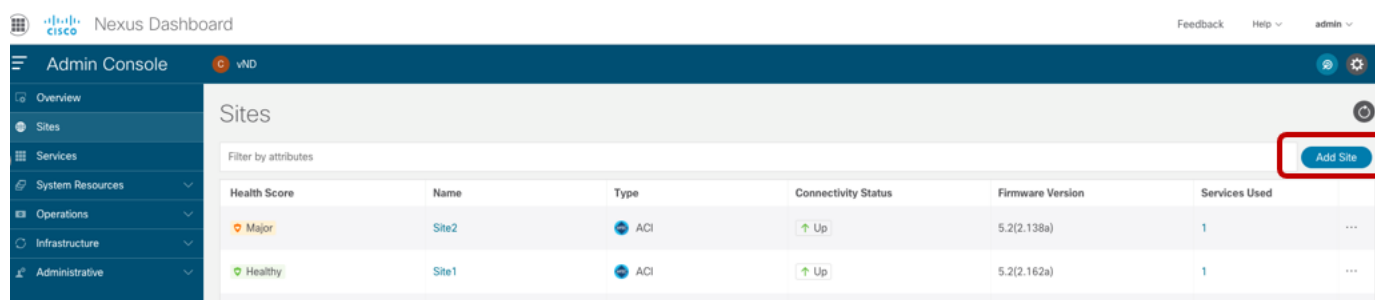 CISCO Nexus Dashboard Feedback Help admin
Admin Console C vND
Overview
Sites
Services
System Resources
Operations
Infrastructure
Administrative
Sites
Filter by attributes Add Site
Health Score Name Type Connectivity Status Firmware Version Services Used
Major Site2 ACI Up 5.2(2.138a) 1 ...
Healthy Site1 ACI Up 5.2(2.162a) 1 ...